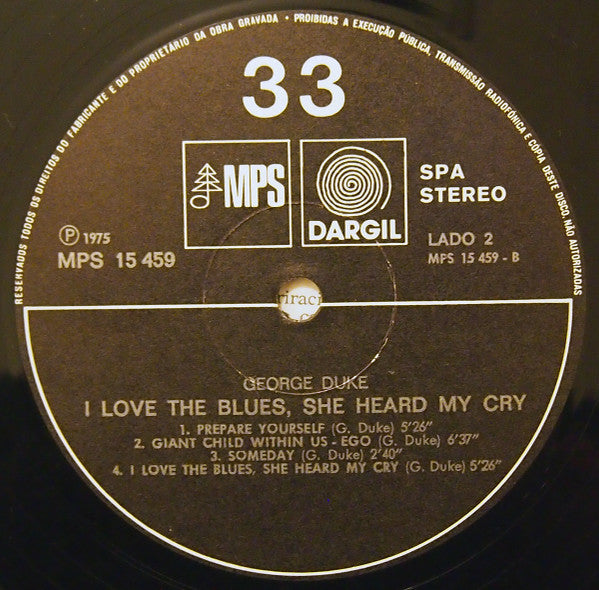 RESERVADOS TODOS OS DIREITOS DO FABRICANTE E DO PROPRIETÁRIO DA OBRA GRAVADA • PROIBIDAS A EXECUÇÃO PÚBLICA, TRANSMISSÃO RADIOFÓNICA E CÓPIA DESTE DISCO, NÃO AUTORIZADAS
33
MPS
DARGIL
SPA
STEREO
Ⓟ 1975
MPS 15 459
LADO 2
MPS 15 459 - B
GEORGE DUKE
I LOVE THE BLUES, SHE HEARD MY CRY
1. PREPARE YOURSELF (G. Duke) 5'26"
2. GIANT CHILD WITHIN US - EGO (G. Duke) 6'37"
3. SOMEDAY (G. Duke) 2'40"
4. I LOVE THE BLUES, SHE HEARD MY CRY (G. Duke) 5'26"